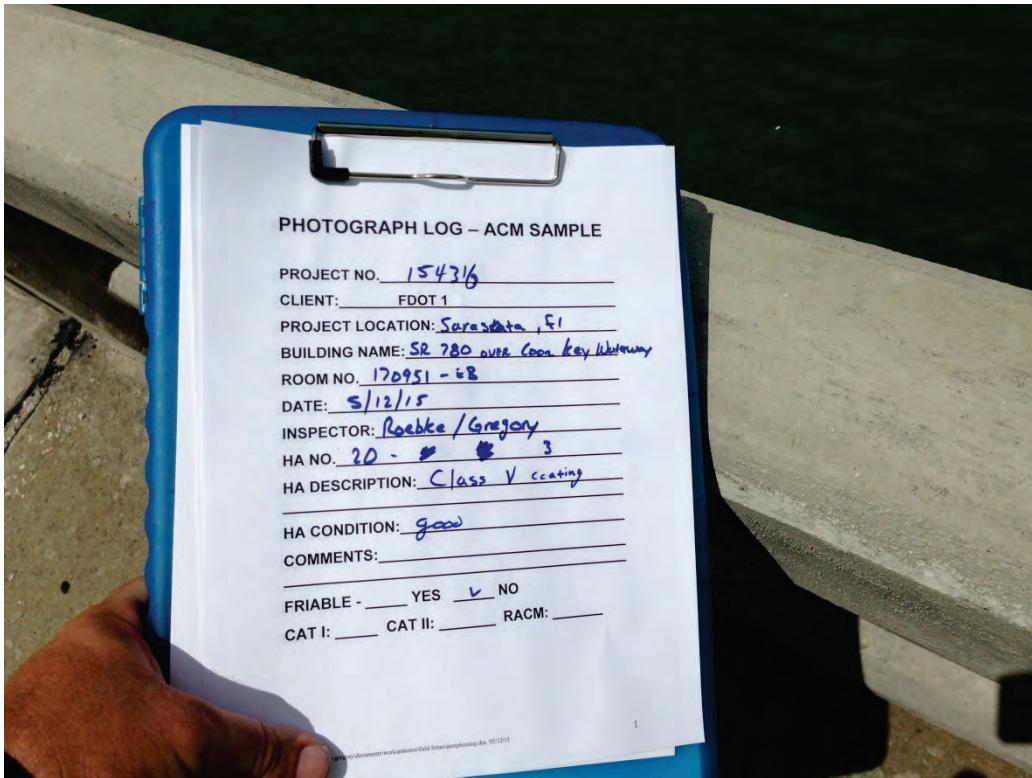 PHOTOGRAPH LOG – ACM SAMPLE
PROJECT NO. 154316
CLIENT: FDOT 1
PROJECT LOCATION: Sarasota, Fl
BUILDING NAME: SR 780 over Coon Key Waterway
ROOM NO. 170951 - EB
DATE: 5/12/15
INSPECTOR: Roebke / Gregory
HA NO. 20 - 3
HA DESCRIPTION: Class V coating
HA CONDITION: good
COMMENTS:
FRIABLE - YES ✓ NO
CAT I: CAT II: RACM:
1